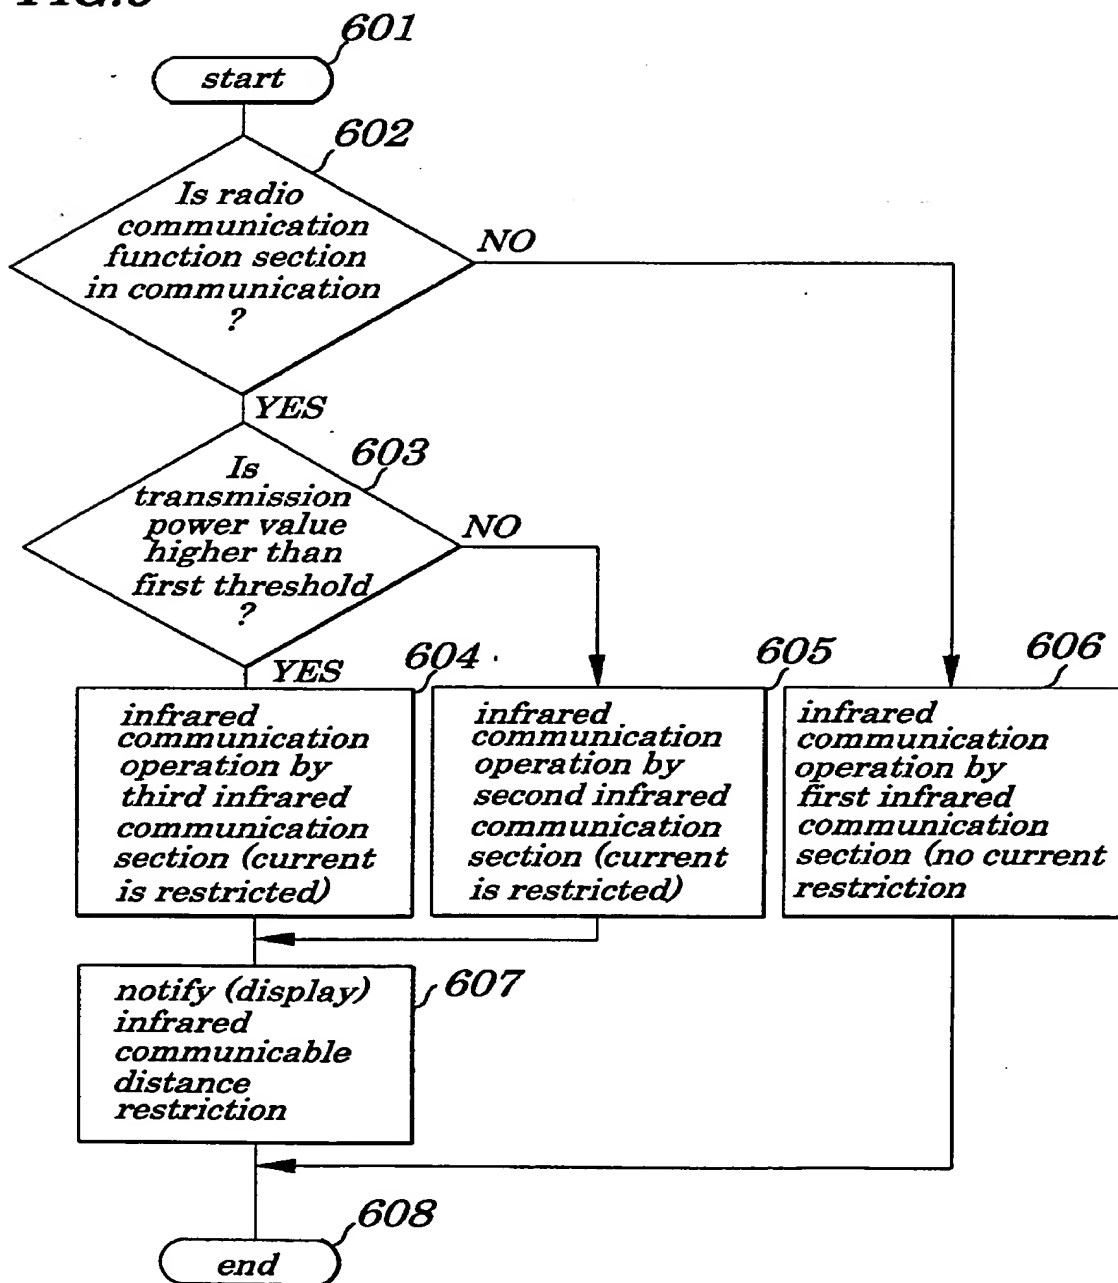 601
start
602
Is radio
communication
function section
in communication
?
NO
YES
603
Is
transmission
power value
higher than
first threshold
?
NO
YES
604
infrared
communication
operation by
third infrared
communication
section (current
is restricted)
605
infrared
communication
operation by
second infrared
communication
section (current
is restricted)
606
infrared
communication
operation by
first infrared
communication
section (no current
restriction
607
notify (display)
infrared
communicable
distance
restriction
608
end